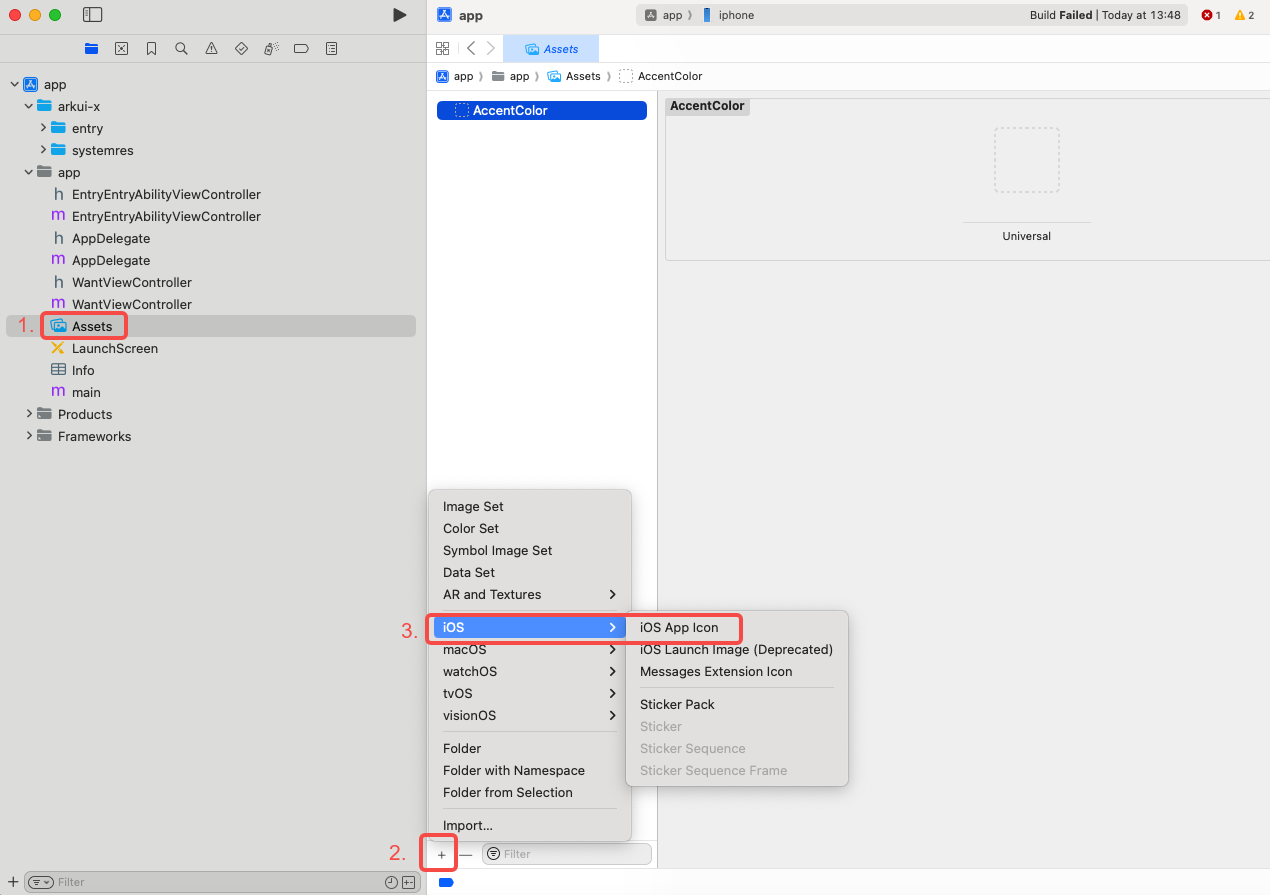 app
app
iphone
Build Failed | Today at 13:48
1
2
Assets
app
app
Assets
AccentColor
app
arkui-x
entry
systemres
app
h EntryEntryAbilityViewController
m EntryEntryAbilityViewController
h AppDelegate
m AppDelegate
h WantViewController
m WantViewController
1.
Assets
LaunchScreen
Info
m main
Products
Frameworks
Filter
AccentColor
AccentColor
Universal
Image Set
Color Set
Symbol Image Set
Data Set
AR and Textures
3.
iOS
macOS
watchOS
tvOS
visionOS
Folder
Folder with Namespace
Folder from Selection
Import...
iOS App Icon
iOS Launch Image (Deprecated)
Messages Extension Icon
Sticker Pack
Sticker
Sticker Sequence
Sticker Sequence Frame
2.
+
—
Filter